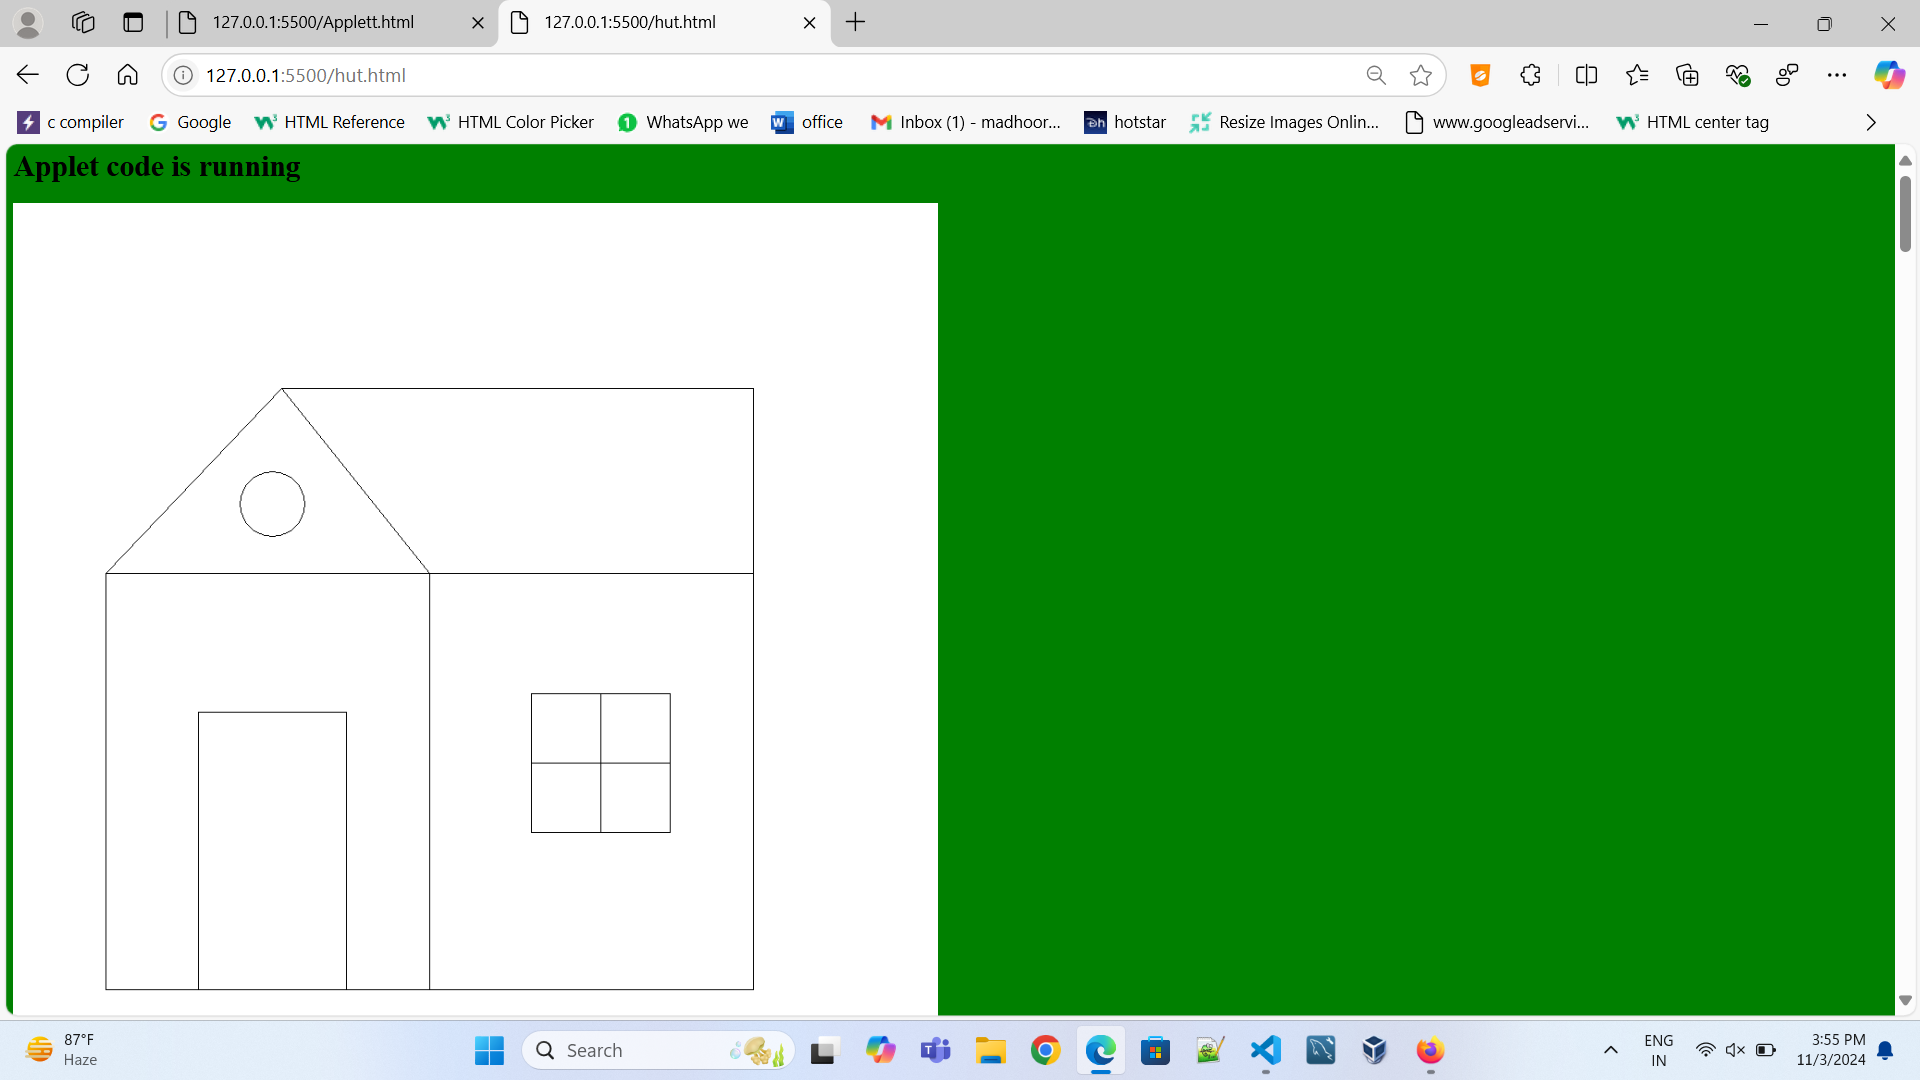 127.0.0.1:5500/Applett.html
127.0.0.1:5500/hut.html
127.0.0.1:5500/hut.html
c compiler Google HTML Reference HTML Color Picker WhatsApp we office Inbox (1) - madhoor... hotstar Resize Images Onlin... www.googleadservi... HTML center tag
Applet code is running
87°F
Haze
Search
ENG
IN
3:55 PM
11/3/2024